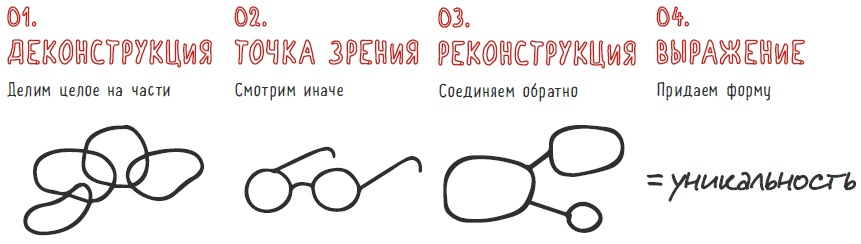 01.
ДЕКОНСТРУКЦИЯ
Делим целое на части
02.
ТОЧКА ЗРЕНИЯ
Смотрим иначе
03.
РЕКОНСТРУКЦИЯ
Соединяем обратно
04.
ВЫРАЖЕНИЕ
Придаем форму
= уникальность